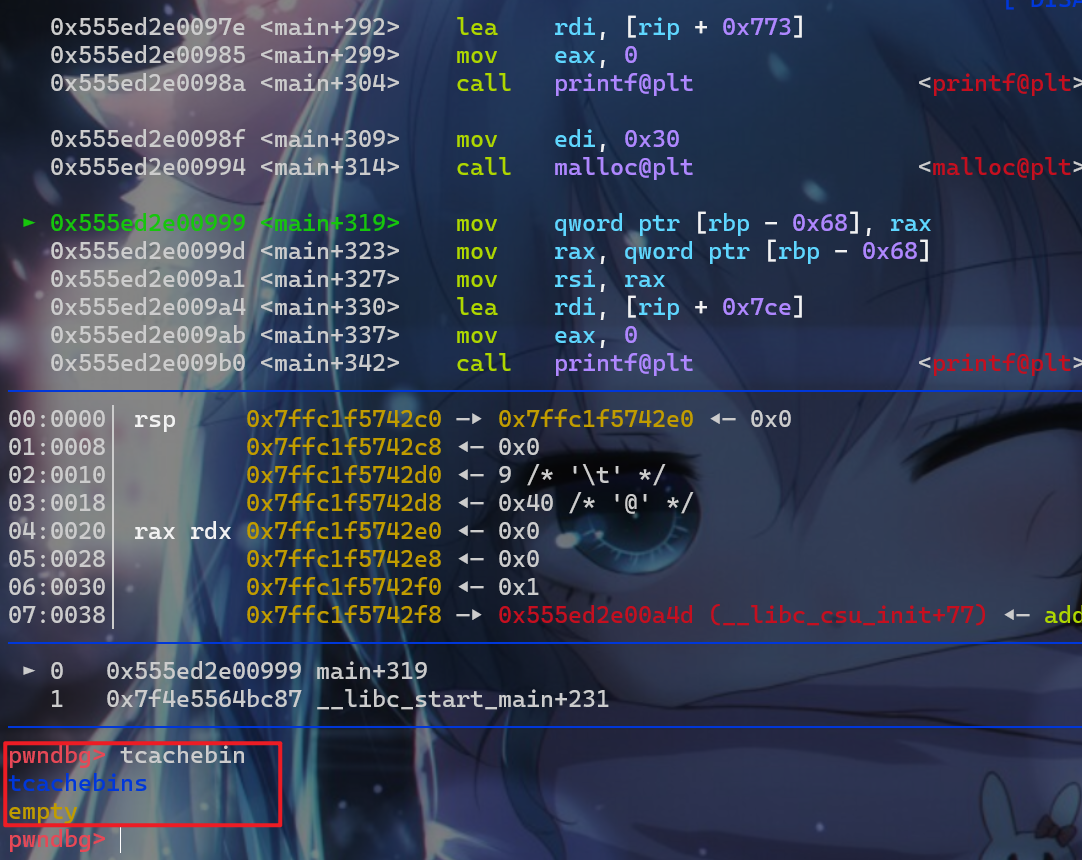 [ DISA
0x555ed2e0097e <main+292>    lea    rdi, [rip + 0x773]
0x555ed2e00985 <main+299>    mov    eax, 0
0x555ed2e0098a <main+304>    call   printf@plt                <printf@plt>
0x555ed2e0098f <main+309>    mov    edi, 0x30
0x555ed2e00994 <main+314>    call   malloc@plt                <malloc@plt>
► 0x555ed2e00999 <main+319>    mov    qword ptr [rbp - 0x68], rax
0x555ed2e0099d <main+323>    mov    rax, qword ptr [rbp - 0x68]
0x555ed2e009a1 <main+327>    mov    rsi, rax
0x555ed2e009a4 <main+330>    lea    rdi, [rip + 0x7ce]
0x555ed2e009ab <main+337>    mov    eax, 0
0x555ed2e009b0 <main+342>    call   printf@plt                <printf@plt>
00:0000│ rsp     0x7ffc1f5742c0 —▸ 0x7ffc1f5742e0 ◂— 0x0
01:0008│         0x7ffc1f5742c8 ◂— 0x0
02:0010│         0x7ffc1f5742d0 ◂— 9 /* '\t' */
03:0018│         0x7ffc1f5742d8 ◂— 0x40 /* '@' */
04:0020│ rax rdx 0x7ffc1f5742e0 ◂— 0x0
05:0028│         0x7ffc1f5742e8 ◂— 0x0
06:0030│         0x7ffc1f5742f0 ◂— 0x1
07:0038│         0x7ffc1f5742f8 —▸ 0x555ed2e00a4d (__libc_csu_init+77) ◂— add
► 0   0x555ed2e00999 main+319
1   0x7f4e5564bc87 __libc_start_main+231
pwndbg> tcachebin
tcachebins
empty
pwndbg>